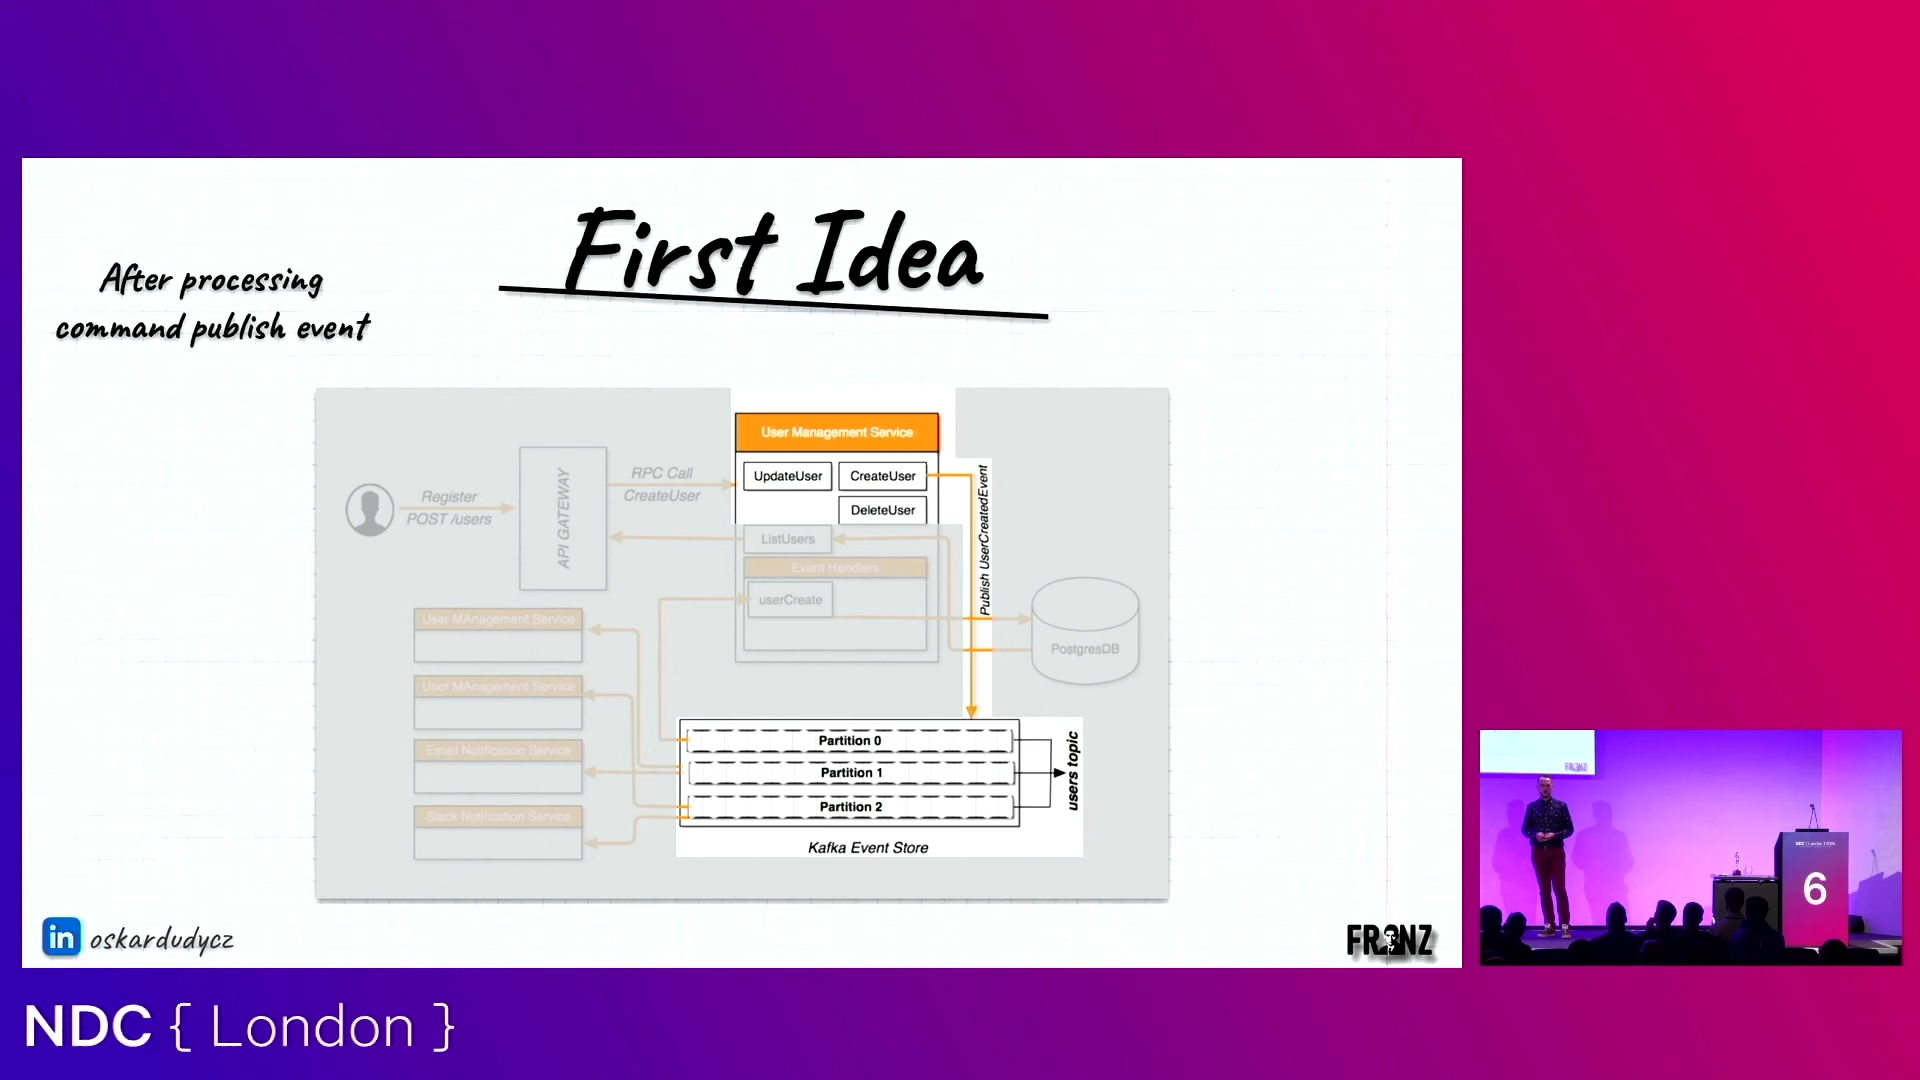 First Idea
After processing
command publish event
User Management Service
UpdateUser
CreateUser
DeleteUser
ListUsers
Event Handlers
userCreate
Register
POST /users
API GATEWAY
RPC Call
CreateUser
Publish UserCreatedEvent
PostgresDB
User MAnagement Service
User MAnagement Service
Email Notification Service
Slack Notification Service
Partition 0
Partition 1
Partition 2
users topic
Kafka Event Store
in oskardudycz
FRANZ
FRANZ
6
NDC { London }